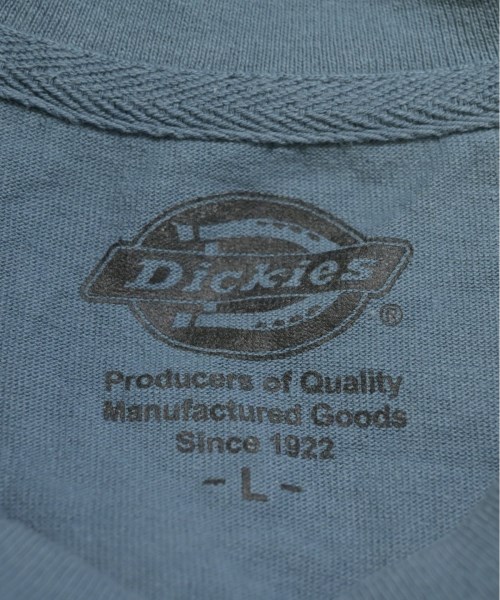 Dickies
®
Producers of Quality
Manufactured Goods
Since 1922
- L -